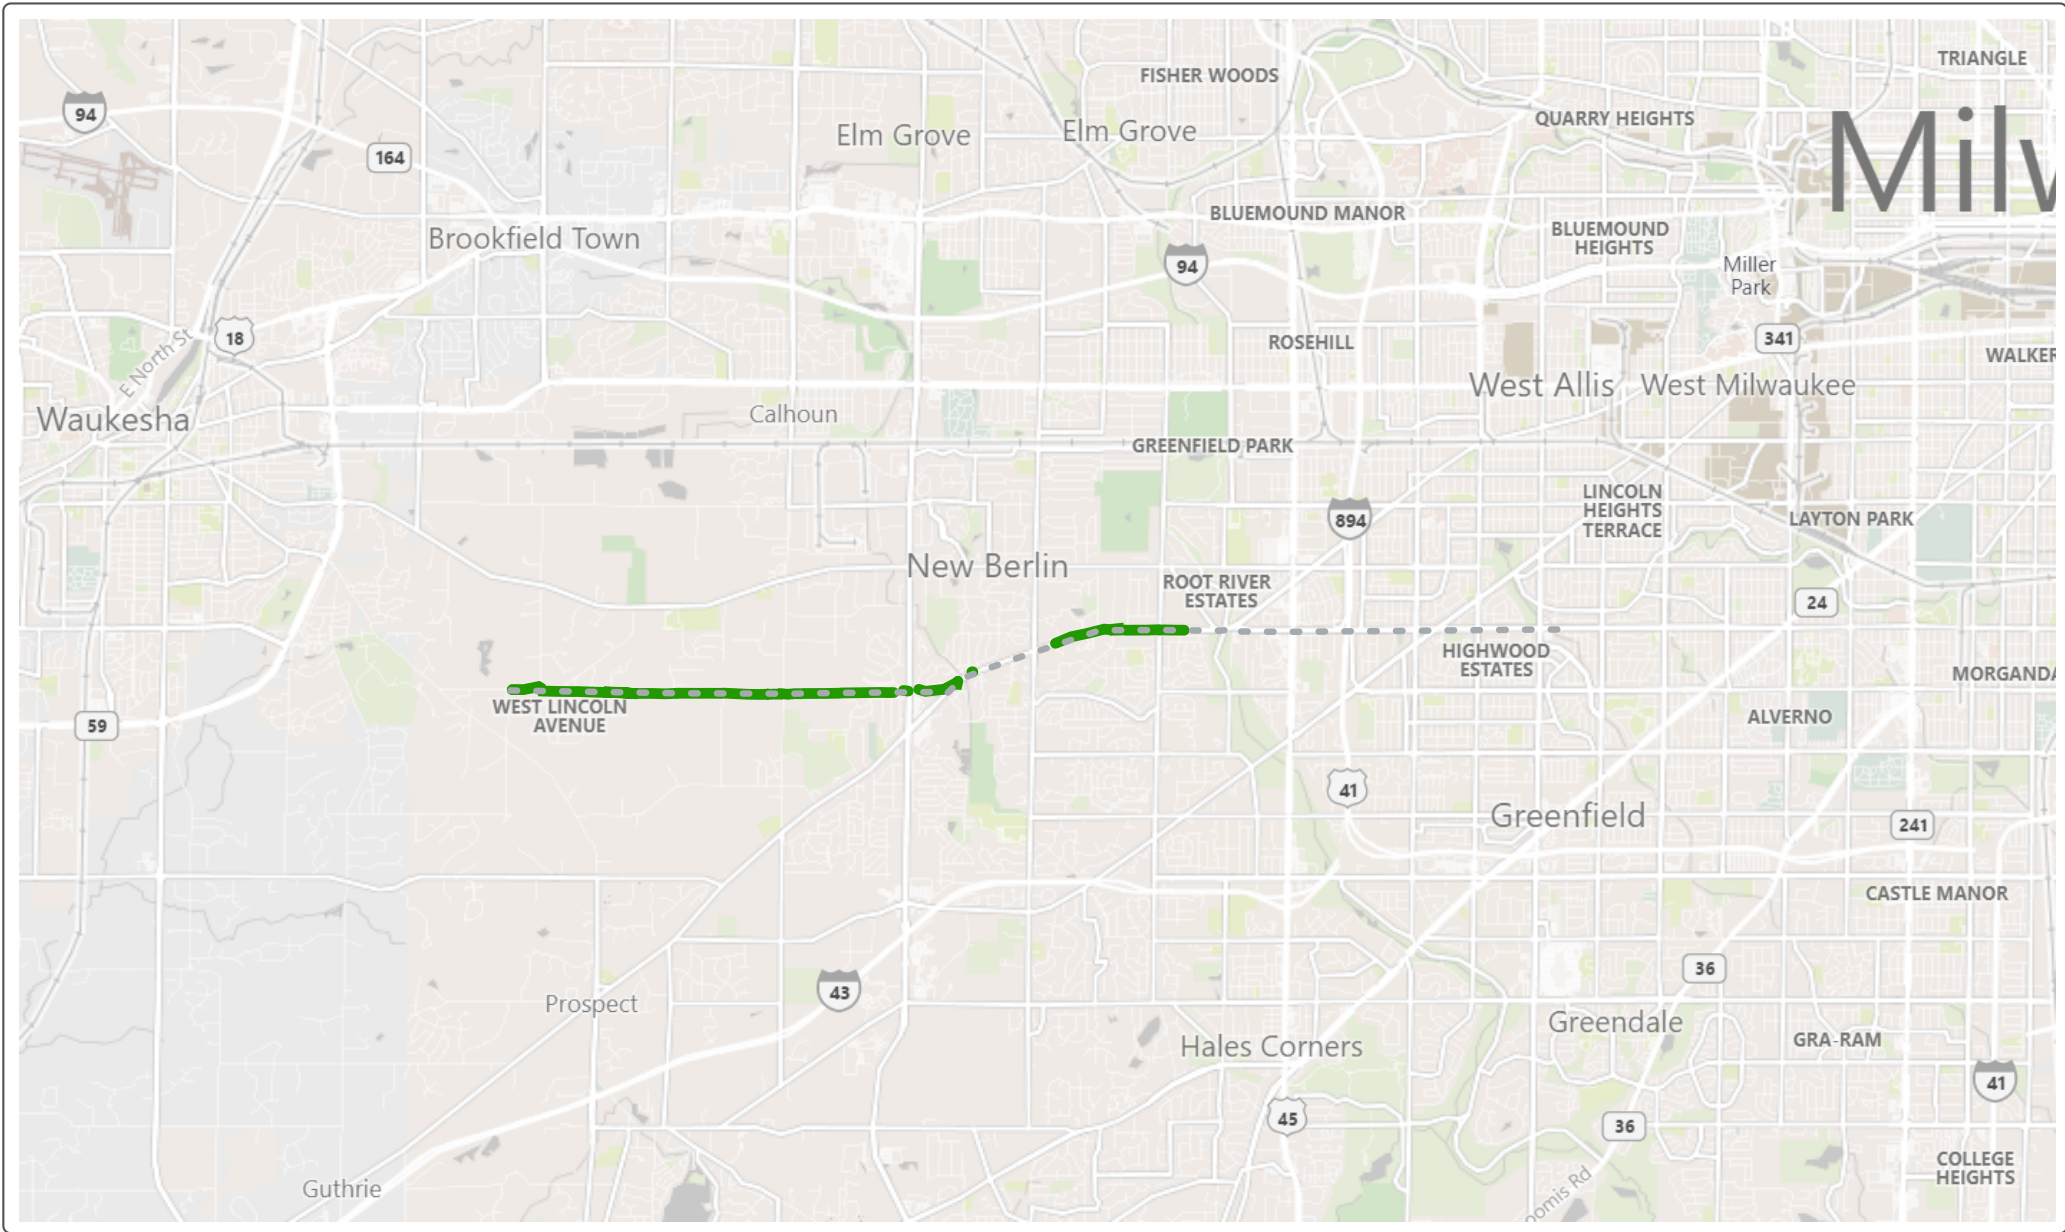 TRIANGLE
FISHER WOODS
94
QUARRY HEIGHTS
Elm Grove
Elm Grove
Milw
164
BLUEMOUND MANOR
BLUEMOUND
HEIGHTS
Brookfield Town
94
Miller
Park
18
E North St
ROSEHILL
341
WALKER
West Allis
West Milwaukee
Waukesha
Calhoun
GREENFIELD PARK
LINCOLN
HEIGHTS
TERRACE
894
LAYTON PARK
New Berlin
ROOT RIVER
ESTATES
24
HIGHWOOD
ESTATES
MORGANDA
WEST LINCOLN
AVENUE
59
ALVERNO
41
Greenfield
241
CASTLE MANOR
36
43
Prospect
Greendale
Hales Corners
GRA-RAM
41
45
36
COLLEGE
HEIGHTS
Guthrie
oomis Rd